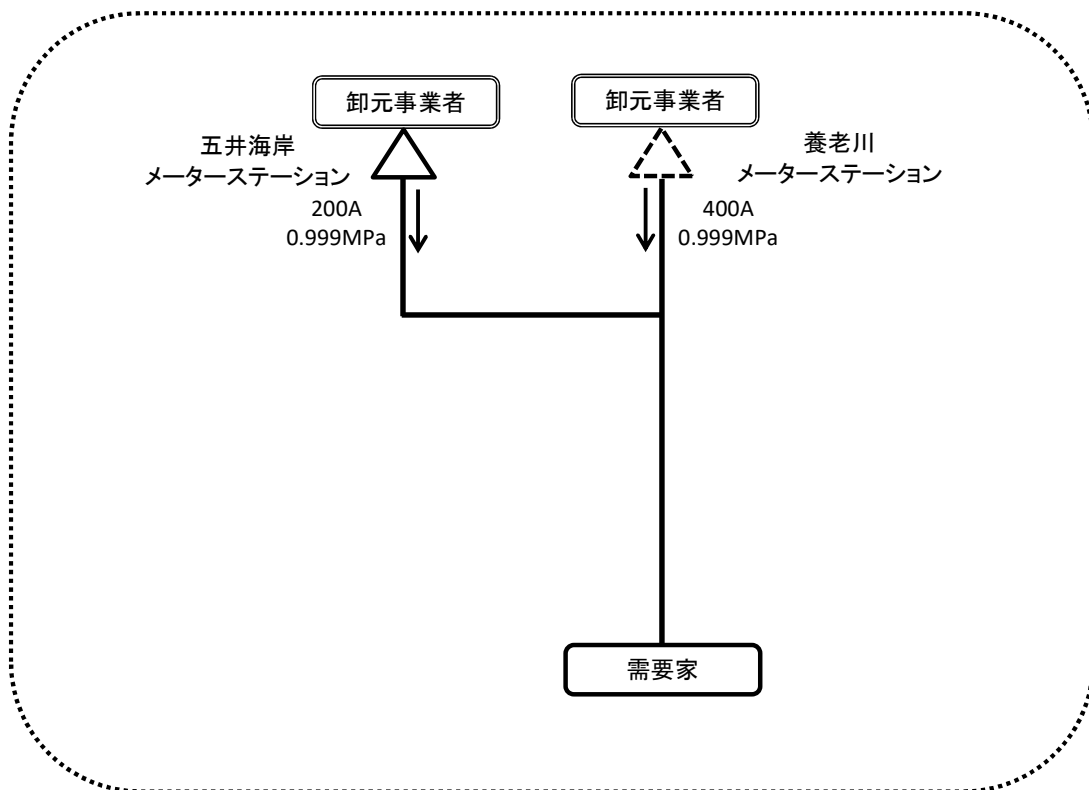 卸元事業者
卸元事業者
五井海岸
メーターステーション
養老川
メーターステーション
200A
0.999MPa
400A
0.999MPa
需要家